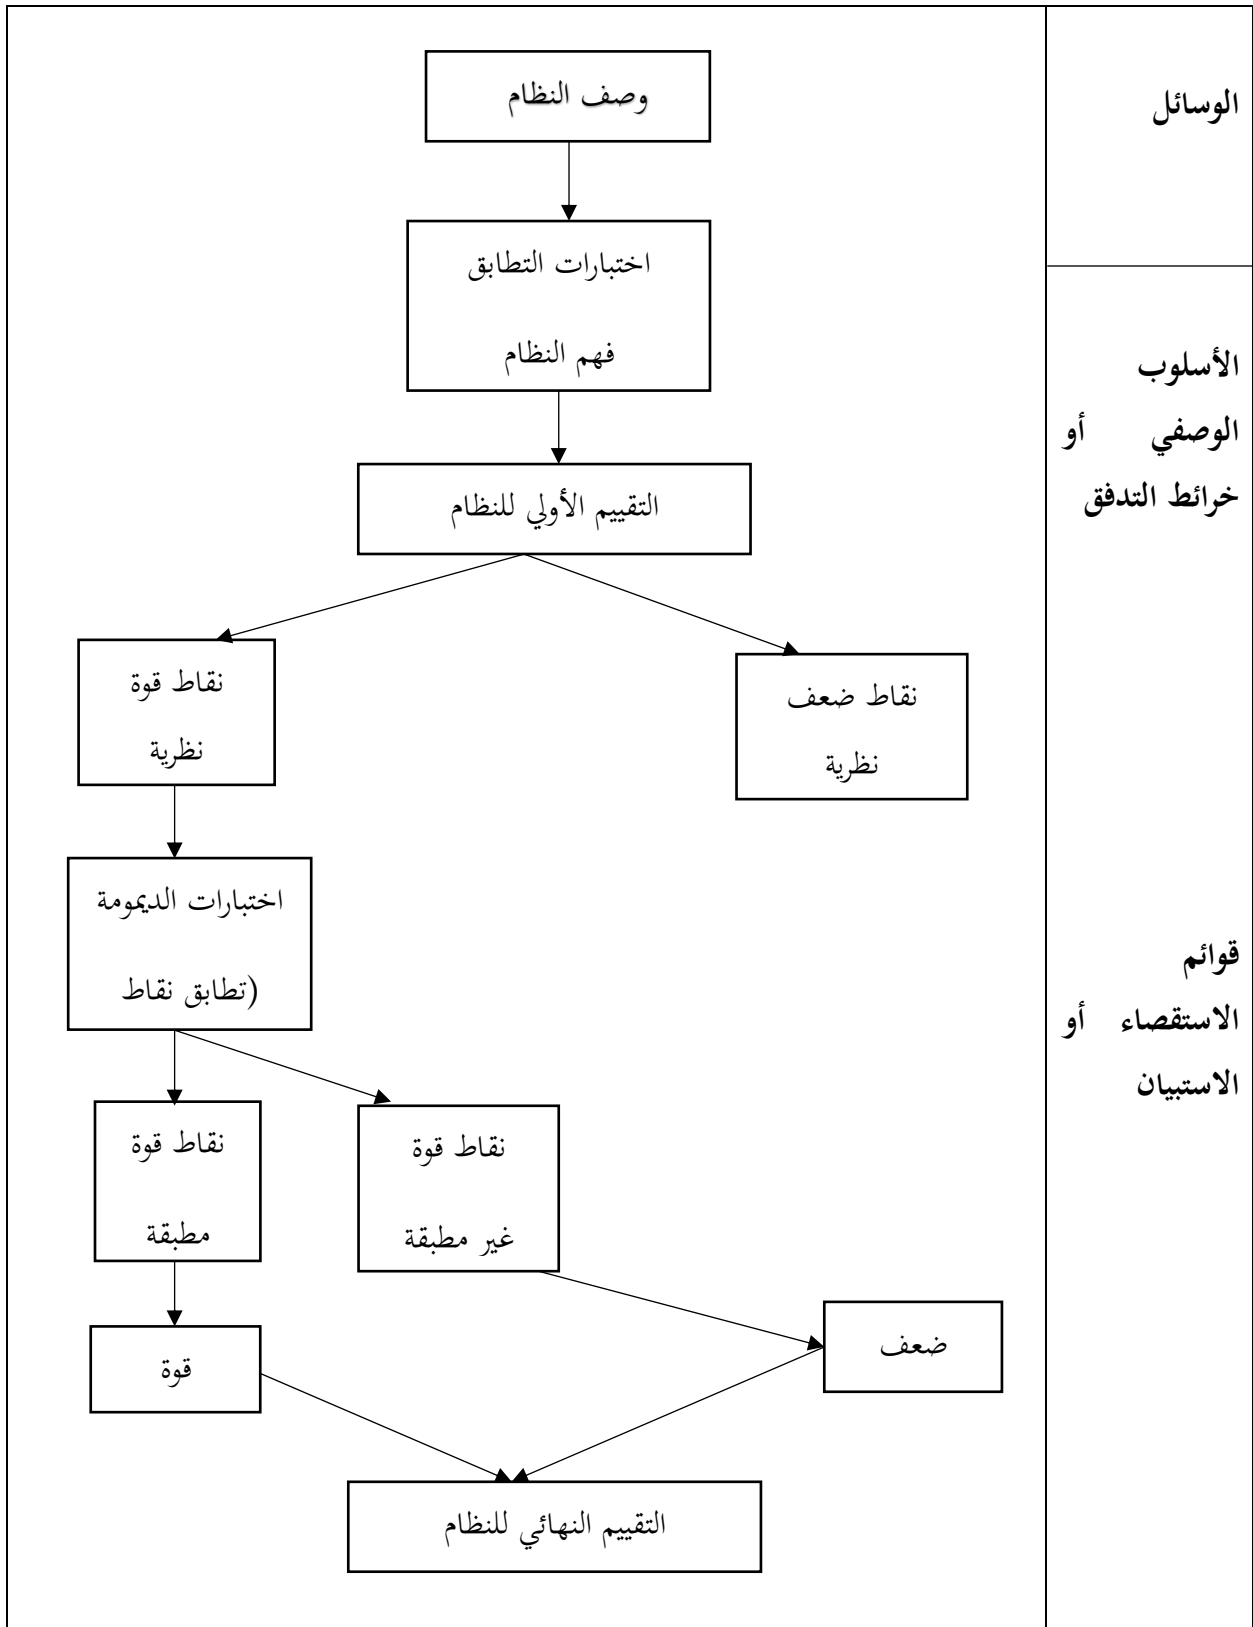 الوسائل
وصف النظام
اختبارات التطابق
فهم النظام
الأسلوب
الوصفي أو
خرائط التدفق
التقييم الأولي للنظام
نقاط ضعف
نظرية
نقاط قوة
نظرية
اختبارات الديمومة
(تطابق نقاط
قوائم
الاستقصاء أو
الاستبيان
نقاط قوة
غير مطبقة
نقاط قوة
مطبقة
ضعف
قوة
التقييم النهائي للنظام